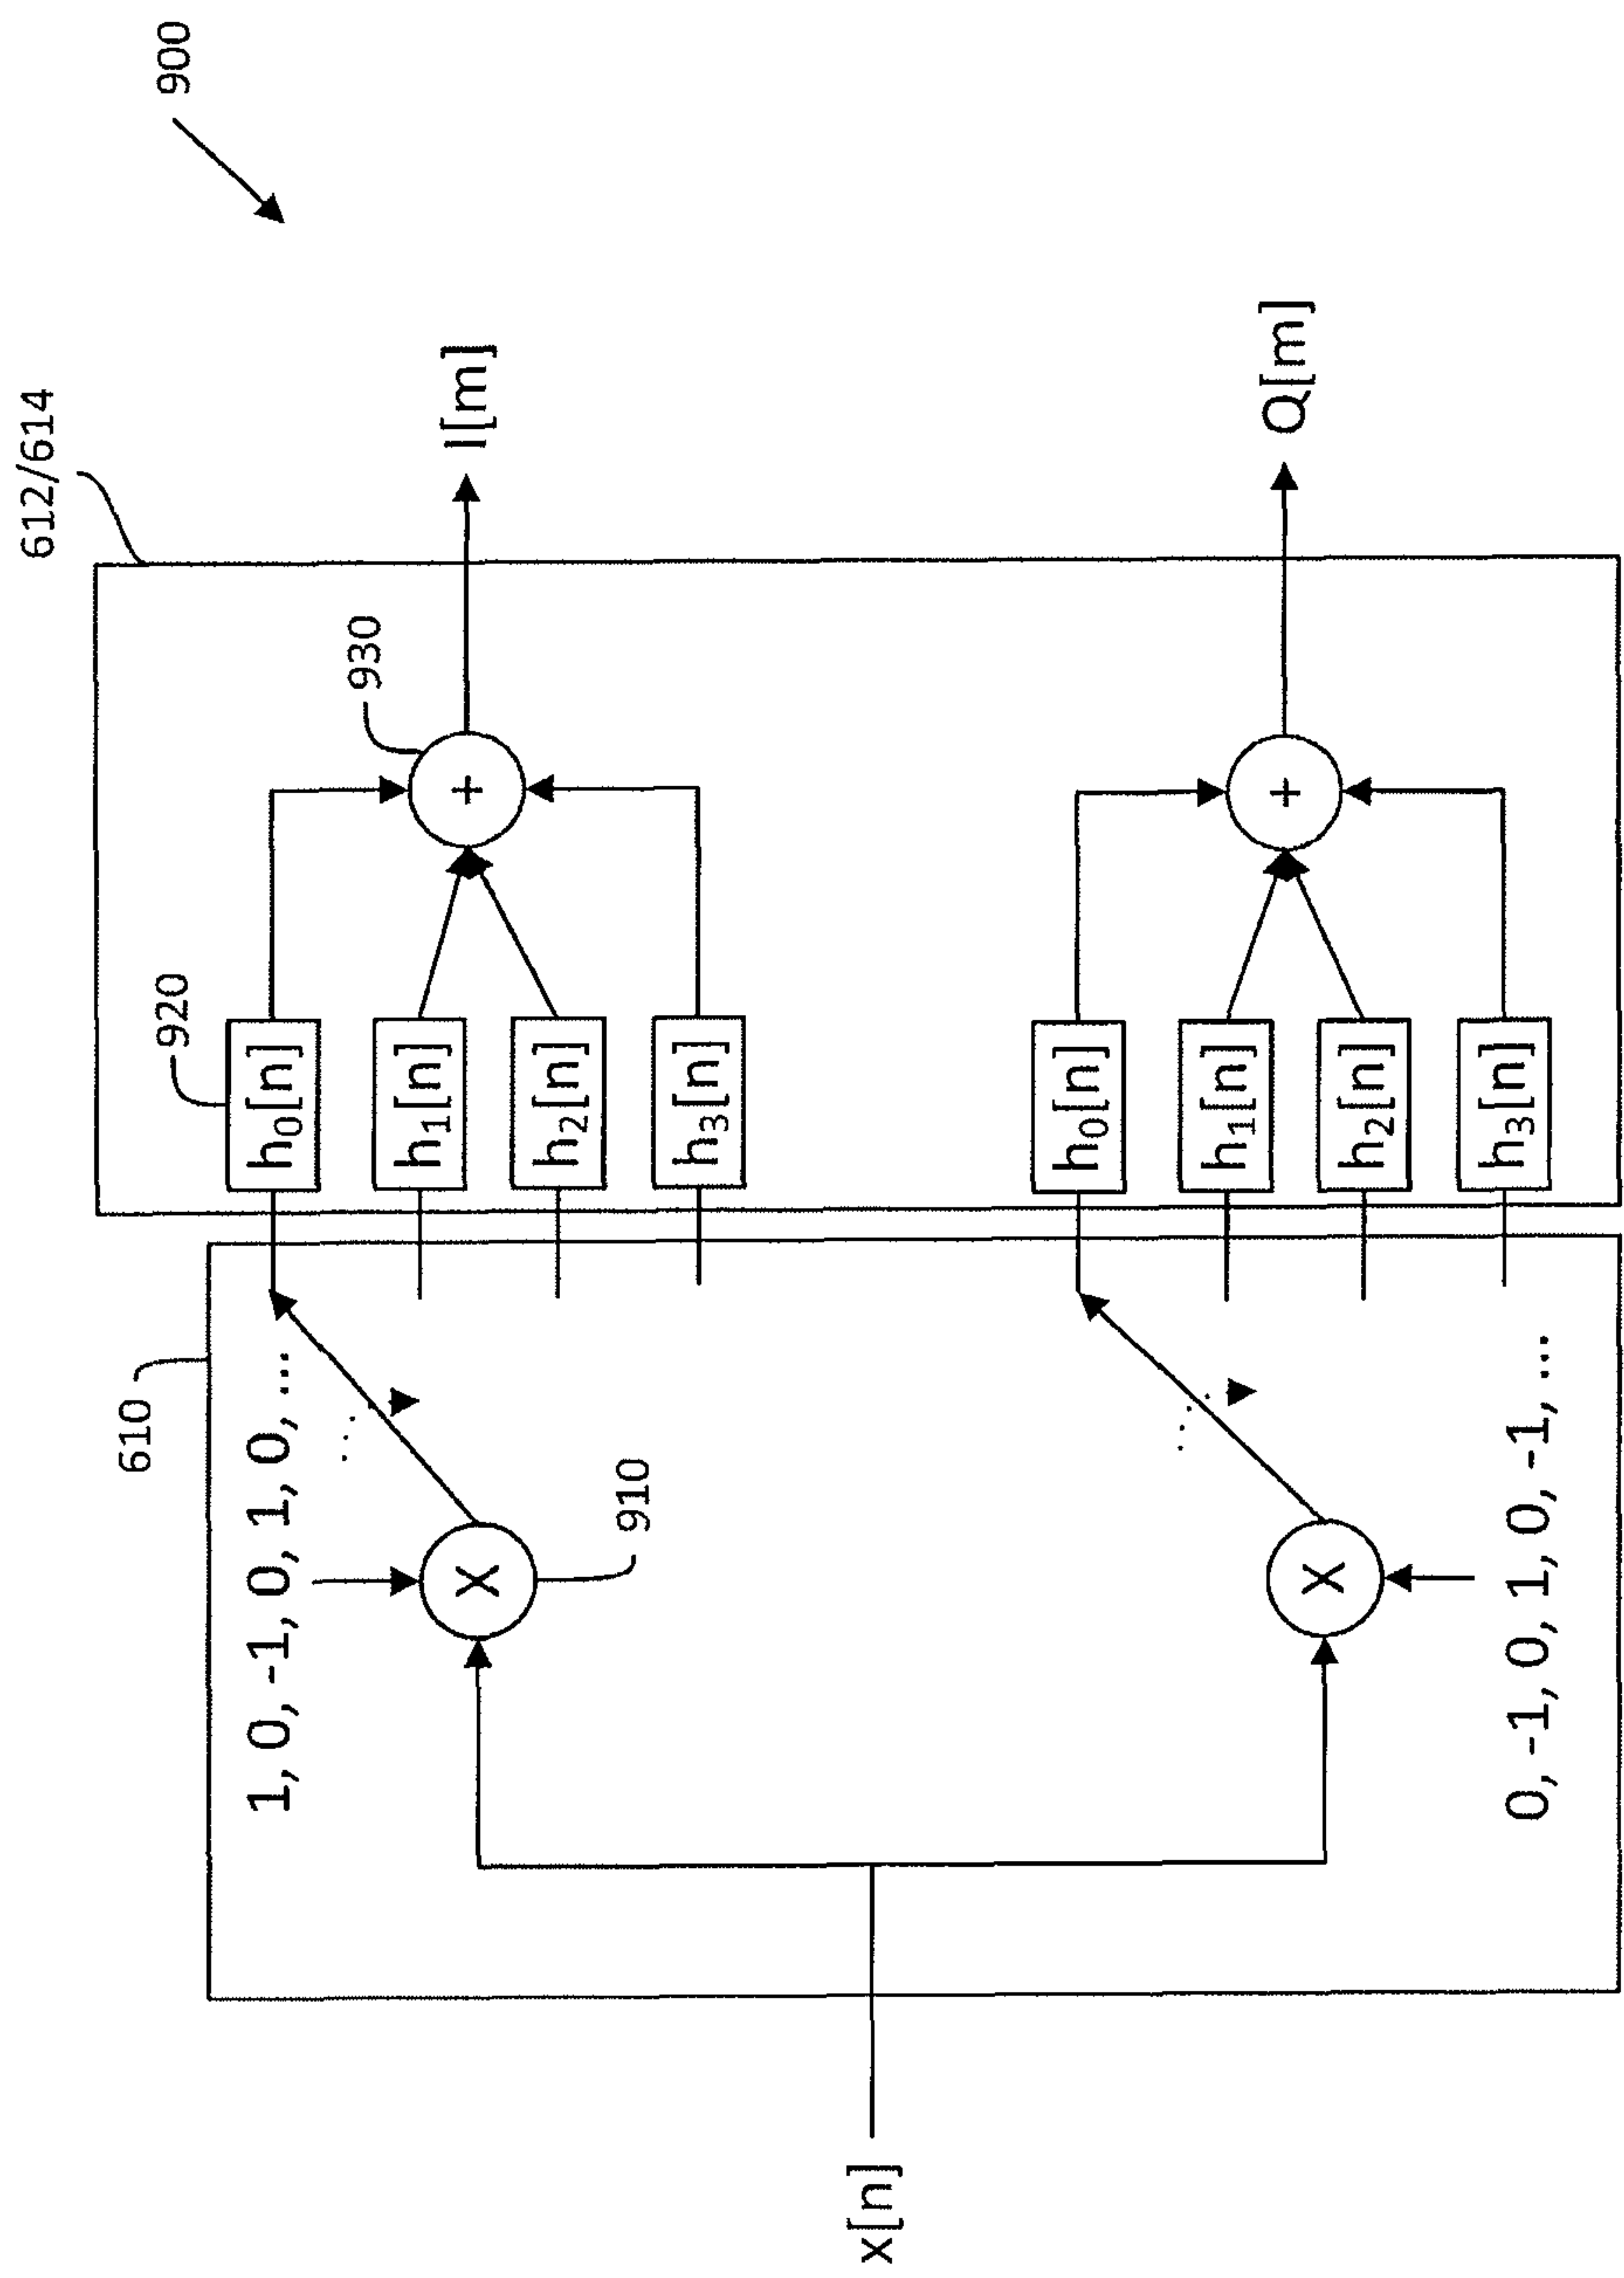 900
612/614
610
1, 0, -1, 0, 1, 0, ...
920
930
h0[n]
h1[n]
h2[n]
h3[n]
+
I[m]
X
910
x[n]
h0[n]
h1[n]
h2[n]
h3[n]
+
Q[m]
X
0, -1, 0, 1, 0, -1, ...